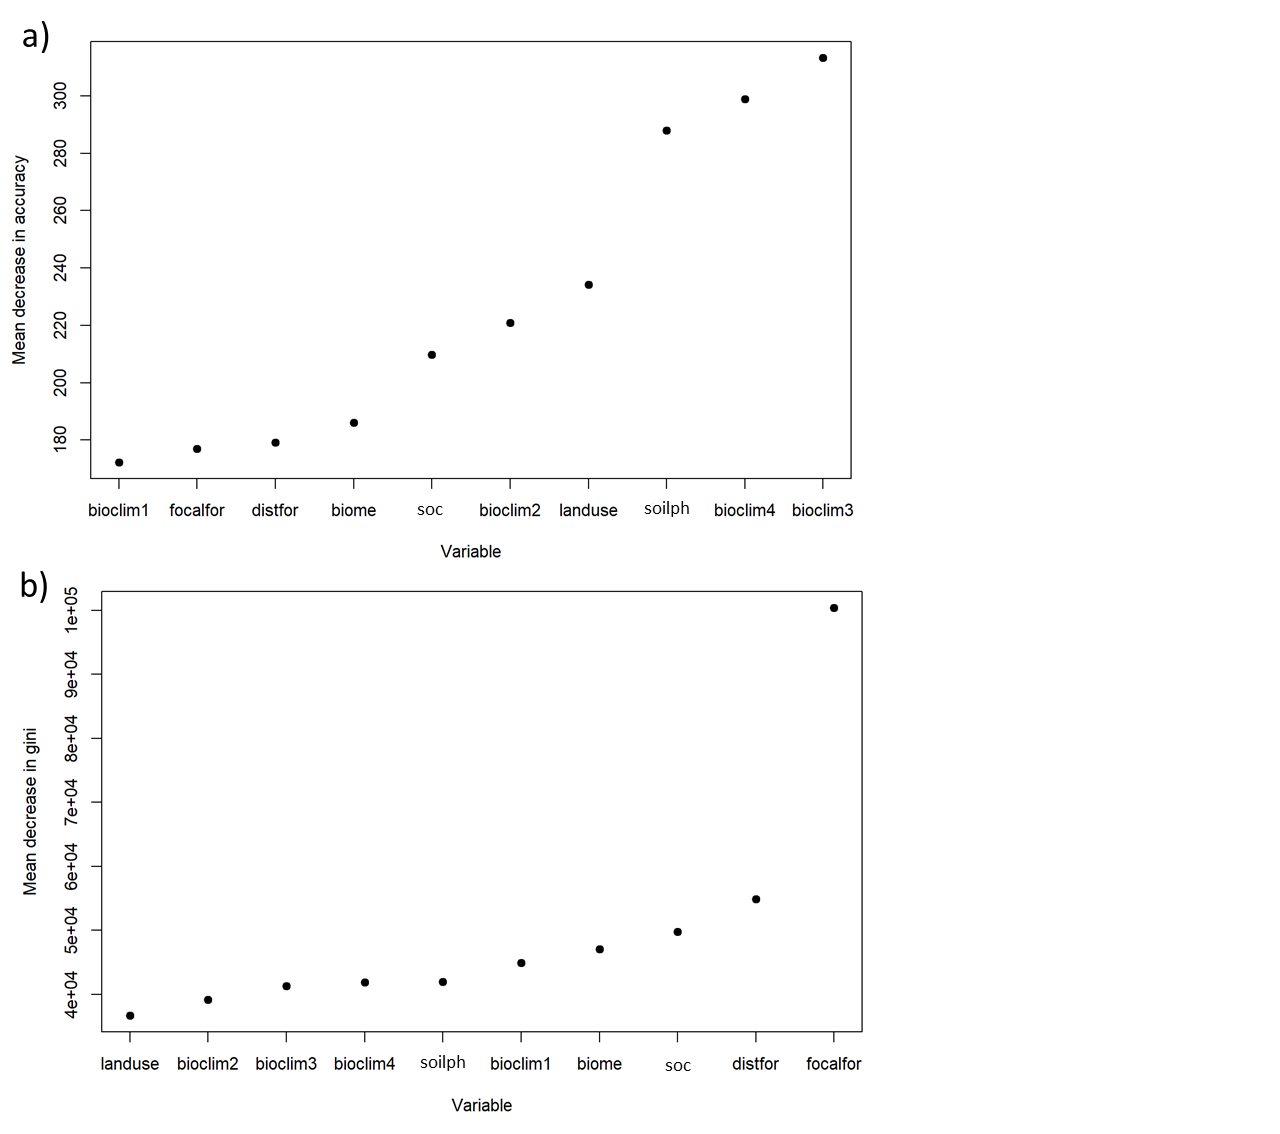 a)
Mean decrease in accuracy
300
280
260
240
220
200
180
bioclim1 focalfor distfor biome soc bioclim2 landuse soilph bioclim4 bioclim3
Variable
b)
Mean decrease in gini
1e+05
9e+04
8e+04
7e+04
6e+04
5e+04
4e+04
landuse bioclim2 bioclim3 bioclim4 soilph bioclim1 biome soc distfor focalfor
Variable